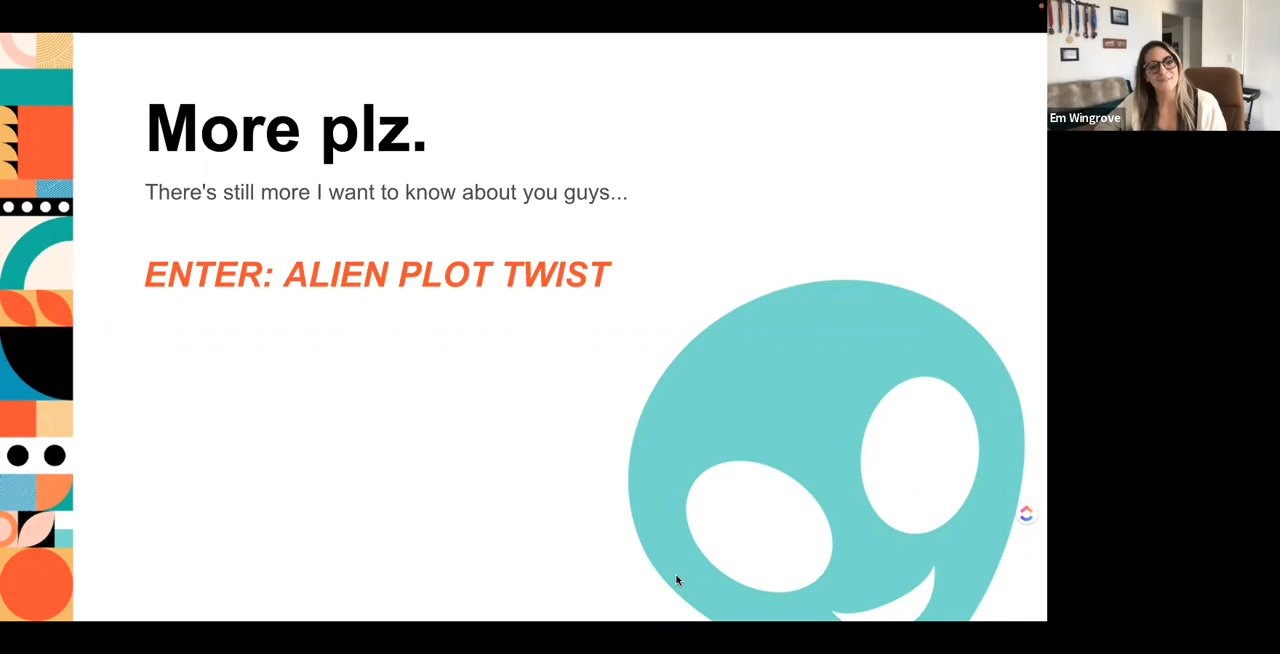 More plz.
There's still more I want to know about you guys...
ENTER: ALIEN PLOT TWIST
Em Wingrove